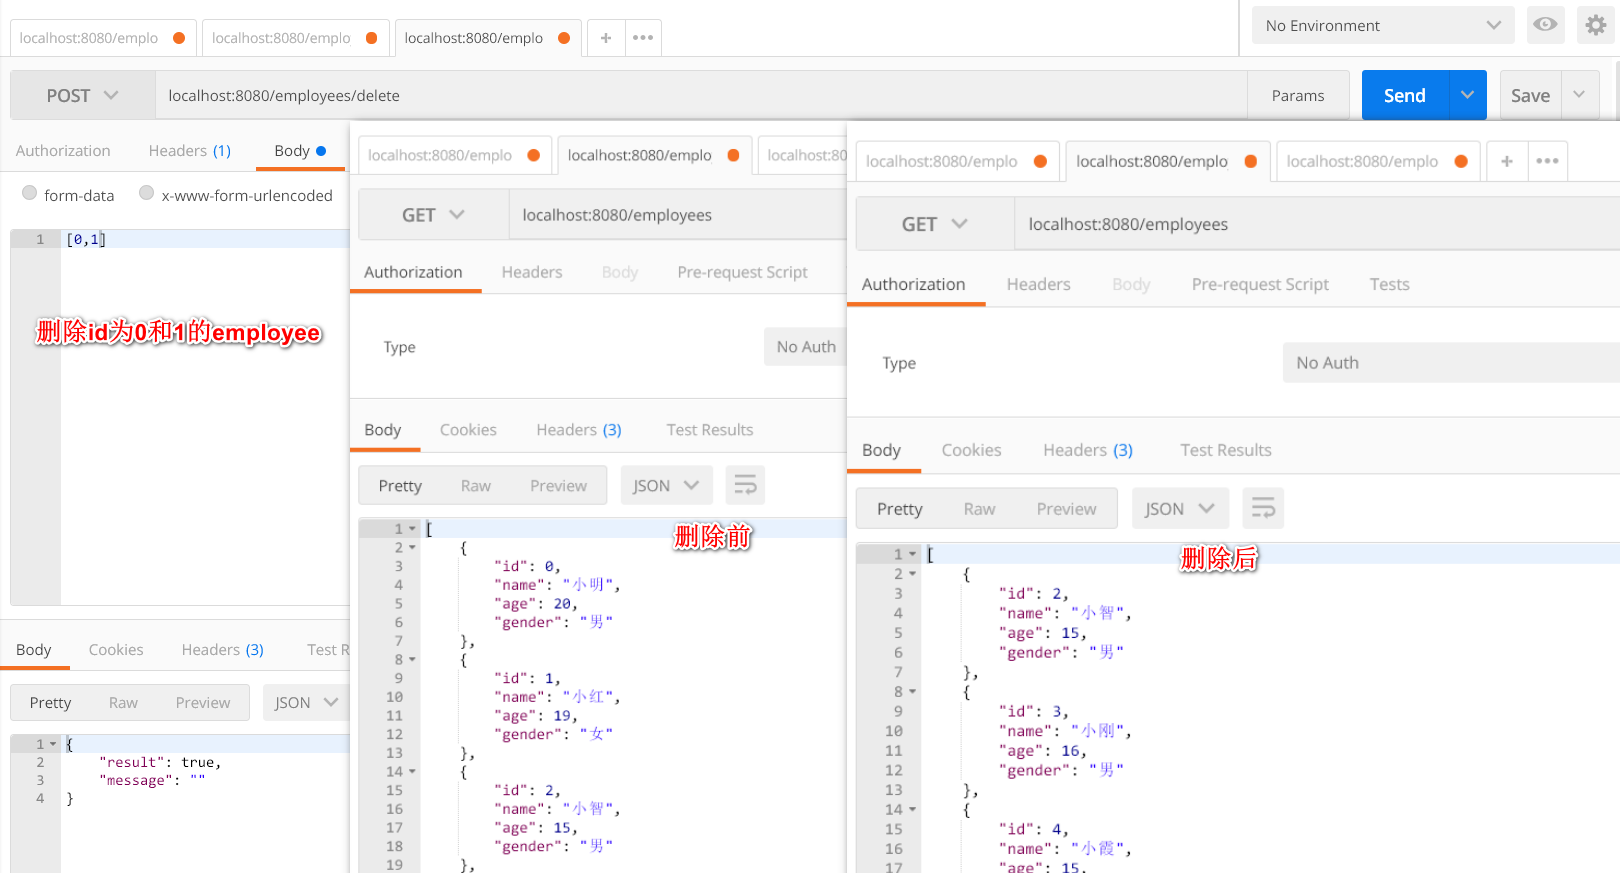 localhost:8080/emplo
localhost:8080/emplo
localhost:8080/emplo
+
•••
No Environment
POST
localhost:8080/employees/delete
Params
Send
Save
Authorization
Headers (1)
Body
form-data
x-www-form-urlencoded
1 [0,1]
删除id为0和1的employee
Body
Cookies
Headers (3)
Test R
Pretty
Raw
Preview
JSON
1 {
2 "result": true,
3 "message": ""
4 }
localhost:8080/emplo
localhost:8080/emplo
localhost:80
GET
localhost:8080/employees
Authorization
Headers
Body
Pre-request Script
Type
No Auth
Body
Cookies
Headers (3)
Test Results
Pretty
Raw
Preview
JSON
删除前
1 [
2 {
3 "id": 0,
4 "name": "小明",
5 "age": 20,
6 "gender": "男"
7 },
8 {
9 "id": 1,
10 "name": "小红",
11 "age": 19,
12 "gender": "女"
13 },
14 {
15 "id": 2,
16 "name": "小智",
17 "age": 15,
18 "gender": "男"
19 },
localhost:8080/emplo
localhost:8080/emplo
localhost:8080/emplo
+
•••
GET
localhost:8080/employees
Authorization
Headers
Body
Pre-request Script
Tests
Type
No Auth
Body
Cookies
Headers (3)
Test Results
Pretty
Raw
Preview
JSON
删除后
1 [
2 {
3 "id": 2,
4 "name": "小智",
5 "age": 15,
6 "gender": "男"
7 },
8 {
9 "id": 3,
10 "name": "小刚",
11 "age": 16,
12 "gender": "男"
13 },
14 {
15 "id": 4,
16 "name": "小霞",
17 "age": 15,